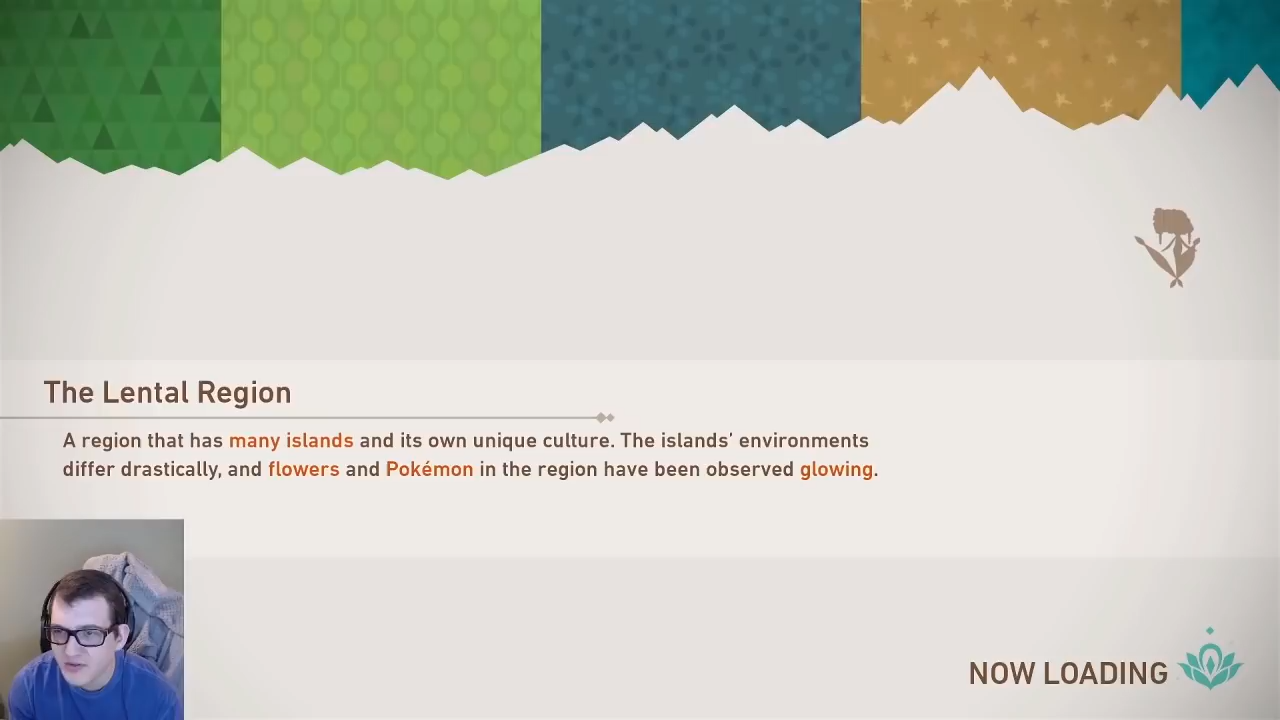 The Lental Region
A region that has many islands and its own unique culture. The islands' environments
differ drastically, and flowers and Pokémon in the region have been observed glowing.
NOW LOADING